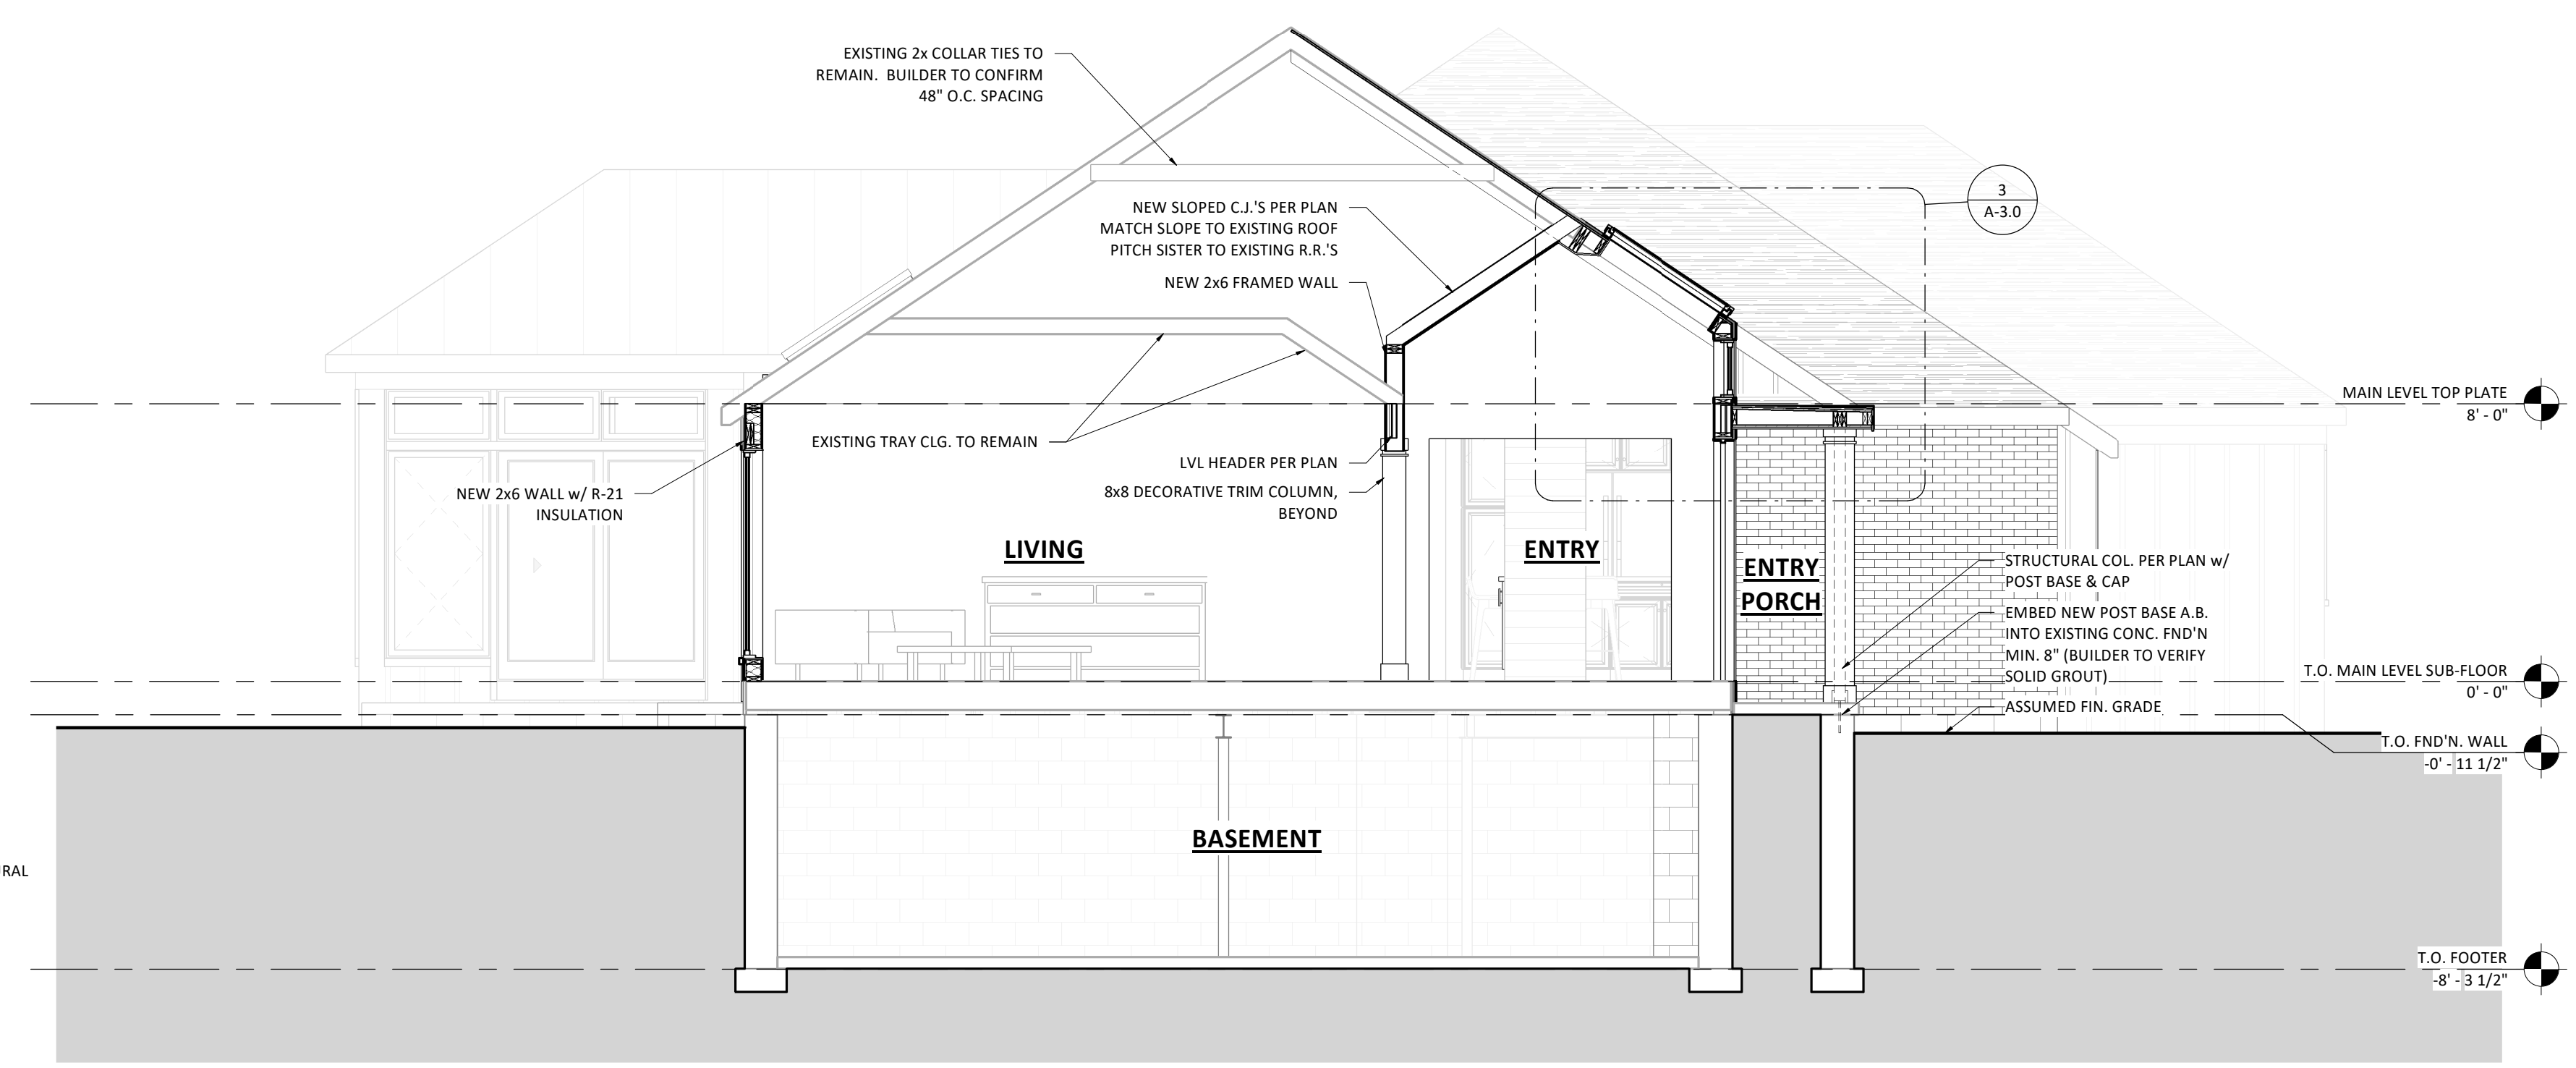 EXISTING 2x COLLAR TIES TO
REMAIN. BUILDER TO CONFIRM
48" O.C. SPACING
3
A-3.0
NEW SLOPED C.J.'S PER PLAN
MATCH SLOPE TO EXISTING ROOF
PITCH SISTER TO EXISTING R.R.'S
NEW 2x6 FRAMED WALL
MAIN LEVEL TOP PLATE
8' - 0"
EXISTING TRAY CLG. TO REMAIN
LVL HEADER PER PLAN
8x8 DECORATIVE TRIM COLUMN,
BEYOND
NEW 2x6 WALL w/ R-21
INSULATION
LIVING
ENTRY
ENTRY
PORCH
STRUCTURAL COL. PER PLAN w/
POST BASE & CAP
EMBED NEW POST BASE A.B.
INTO EXISTING CONC. FND'N
MIN. 8" (BUILDER TO VERIFY
SOLID GROUT)
ASSUMED FIN. GRADE
T.O. MAIN LEVEL SUB-FLOOR
0' - 0"
T.O. FND'N. WALL
-0' - 11 1/2"
BASEMENT
RAL
T.O. FOOTER
-8' - 3 1/2"